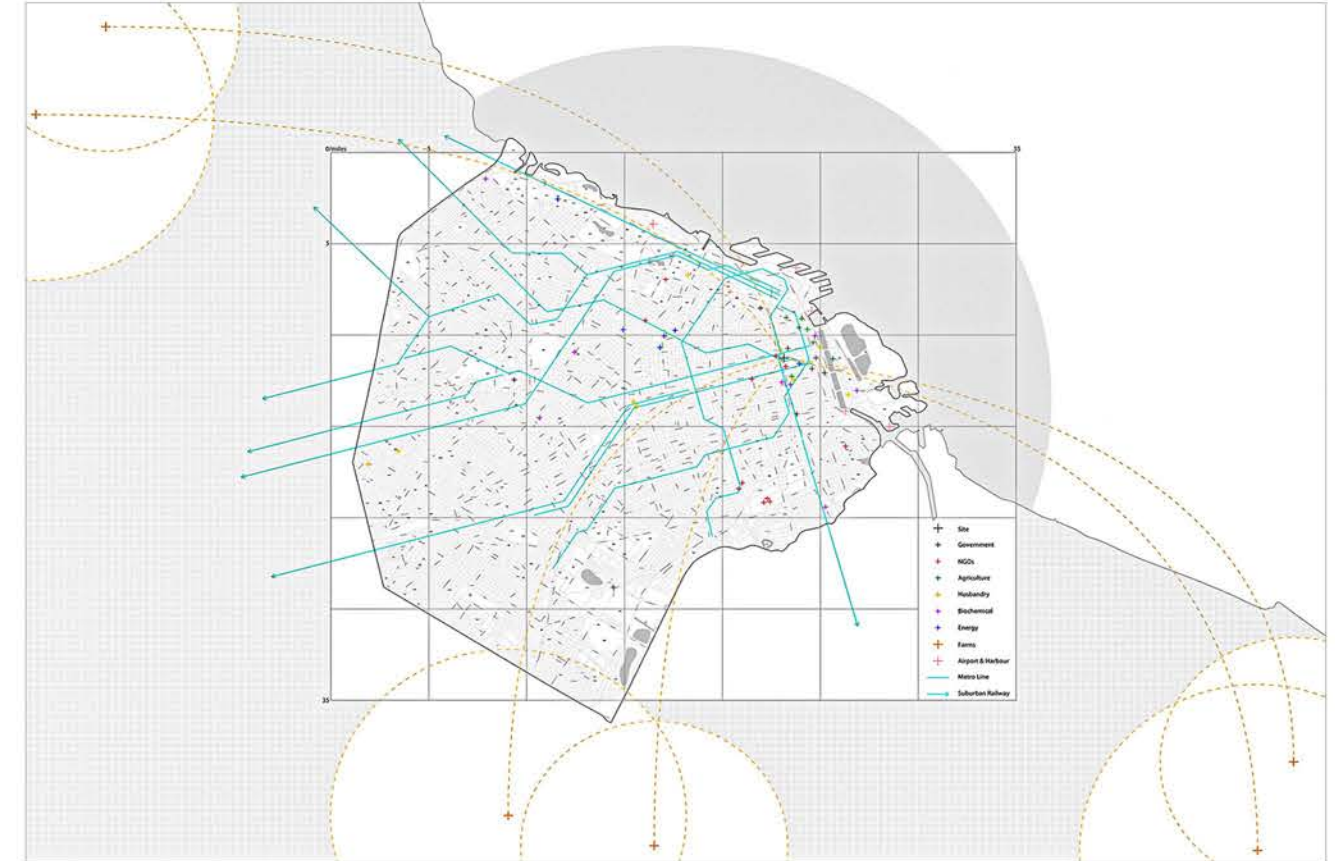 0/miles
5
35
5
35
Site
Government
NGOs
Agriculture
Husbandry
Biochemical
Energy
Farms
Airport & Harbour
Metro Line
Suburban Railway